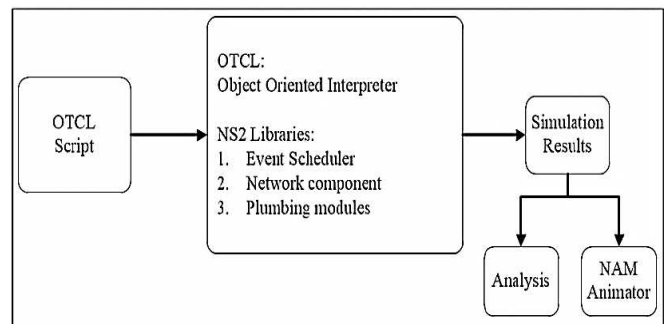 OTCL
Script
OTCL:
Object Oriented Interpreter
NS2 Libraries:
1. Event Scheduler
2. Network component
3. Plumbing modules
Simulation
Results
Analysis
NAM
Animator